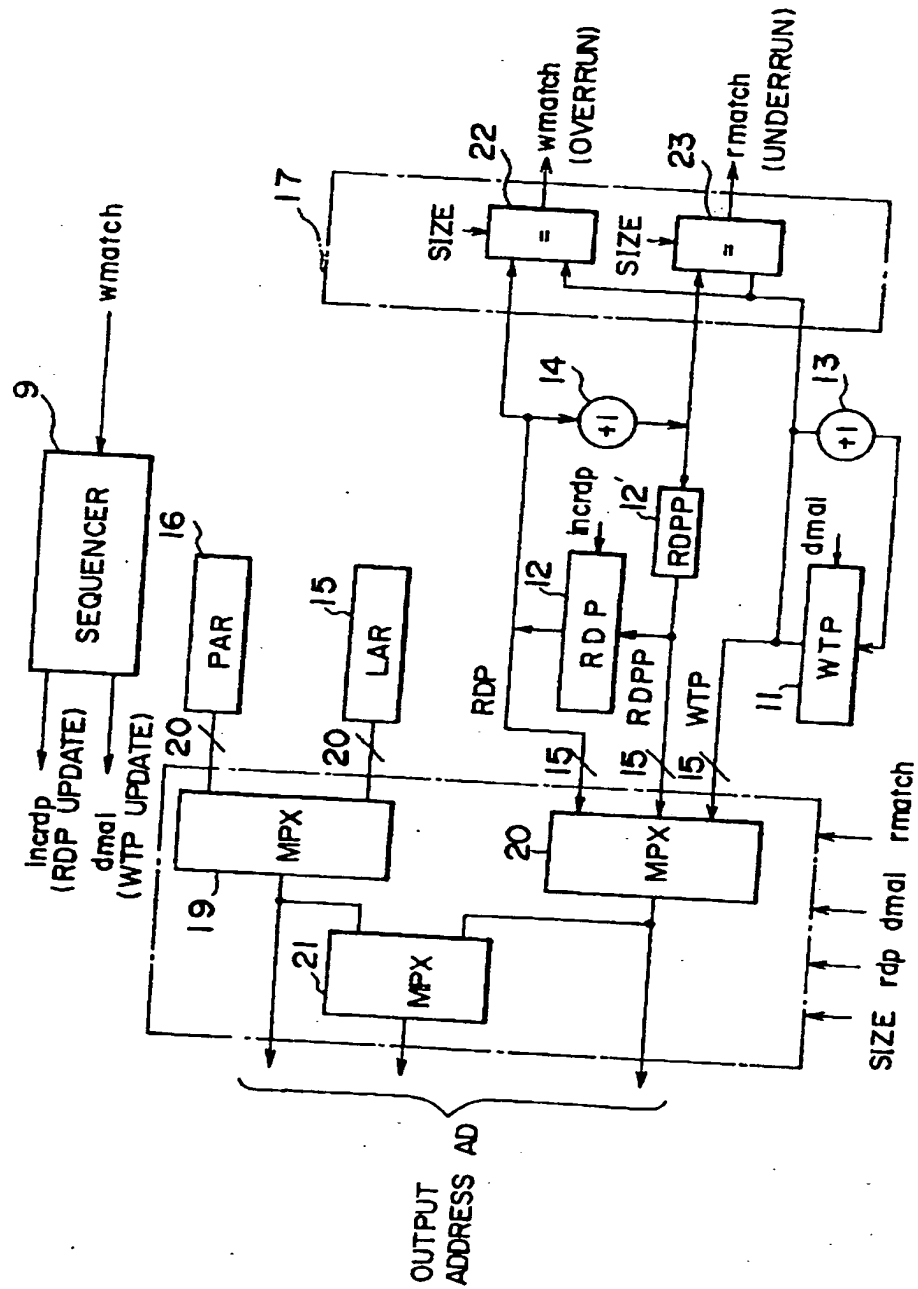 9
SEQUENCER
wmatch
incrdp
(RDP UPDATE)
dmal
(WTP UPDATE)
16
PAR
20
15
LAR
20
19
MPX
21
MPX
20
MPX
OUTPUT
ADDRESS AD
SIZE
rdp
dmal
rmatch
RDP
15
RDPP
15
WTP
15
12
RDP
incrdp
12'
RDPP
14
+1
11
WTP
dmal
13
+1
17
SIZE
22
=
wmatch
(OVERRUN)
SIZE
23
=
rmatch
(UNDERRUN)